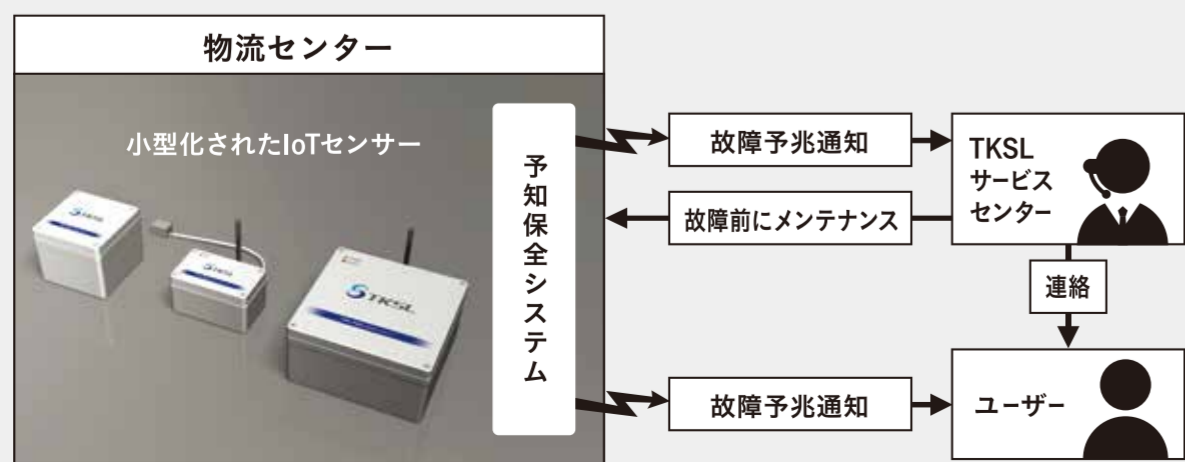 物流センター
小型化されたIoTセンサー
TKSL
TKSL
TKSL
予知保全システム
故障予兆通知
故障前にメンテナンス
TKSL
サービス
センター
連絡
故障予兆通知
ユーザー